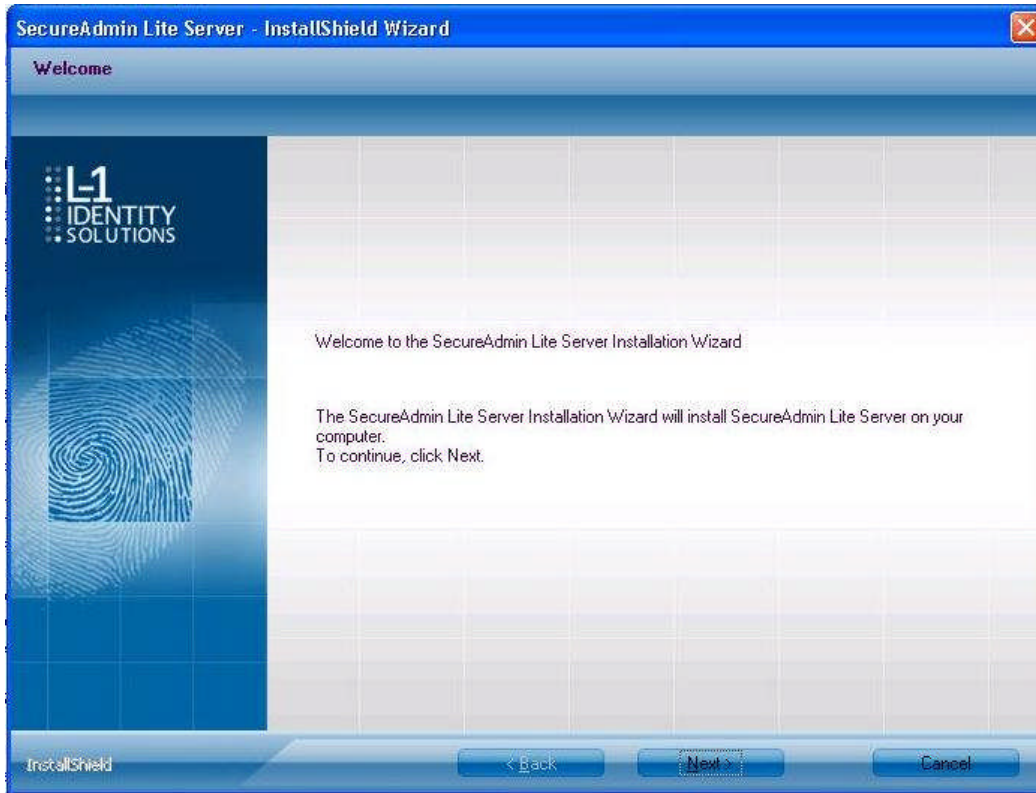 SecureAdmin Lite Server - InstallShield Wizard
Welcome
L-1
IDENTITY
SOLUTIONS
Welcome to the SecureAdmin Lite Server Installation Wizard
The SecureAdmin Lite Server Installation Wizard will install SecureAdmin Lite Server on your
computer.
To continue, click Next.
InstallShield
< Back
Next >
Cancel